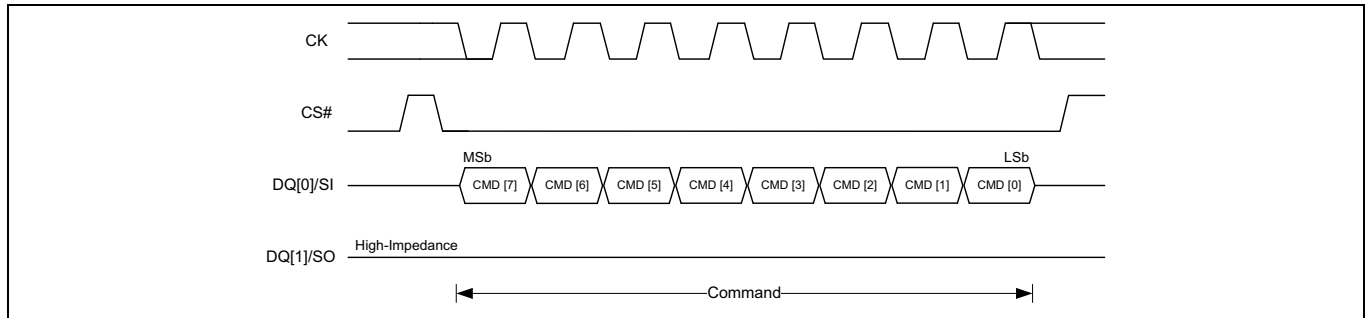 CK
CS#
MSb LSb
DQ[0]/SI CMD [7] CMD [6] CMD [5] CMD [4] CMD [3] CMD [2] CMD [1] CMD [0]
High-Impedance
DQ[1]/SO
Command